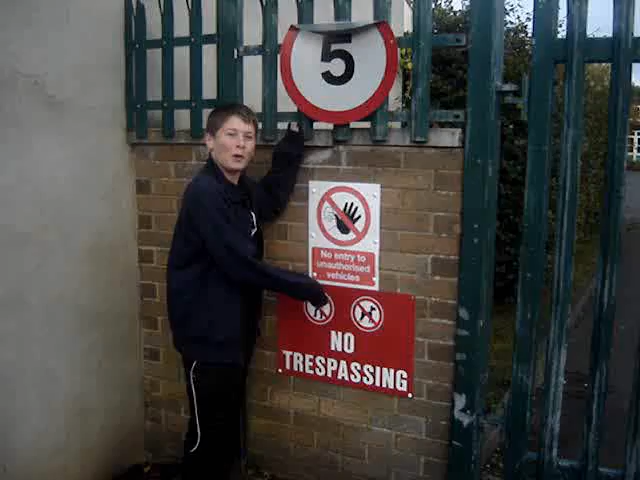 5
No entry to
unauthorised
vehicles
NO
TRESPASSING